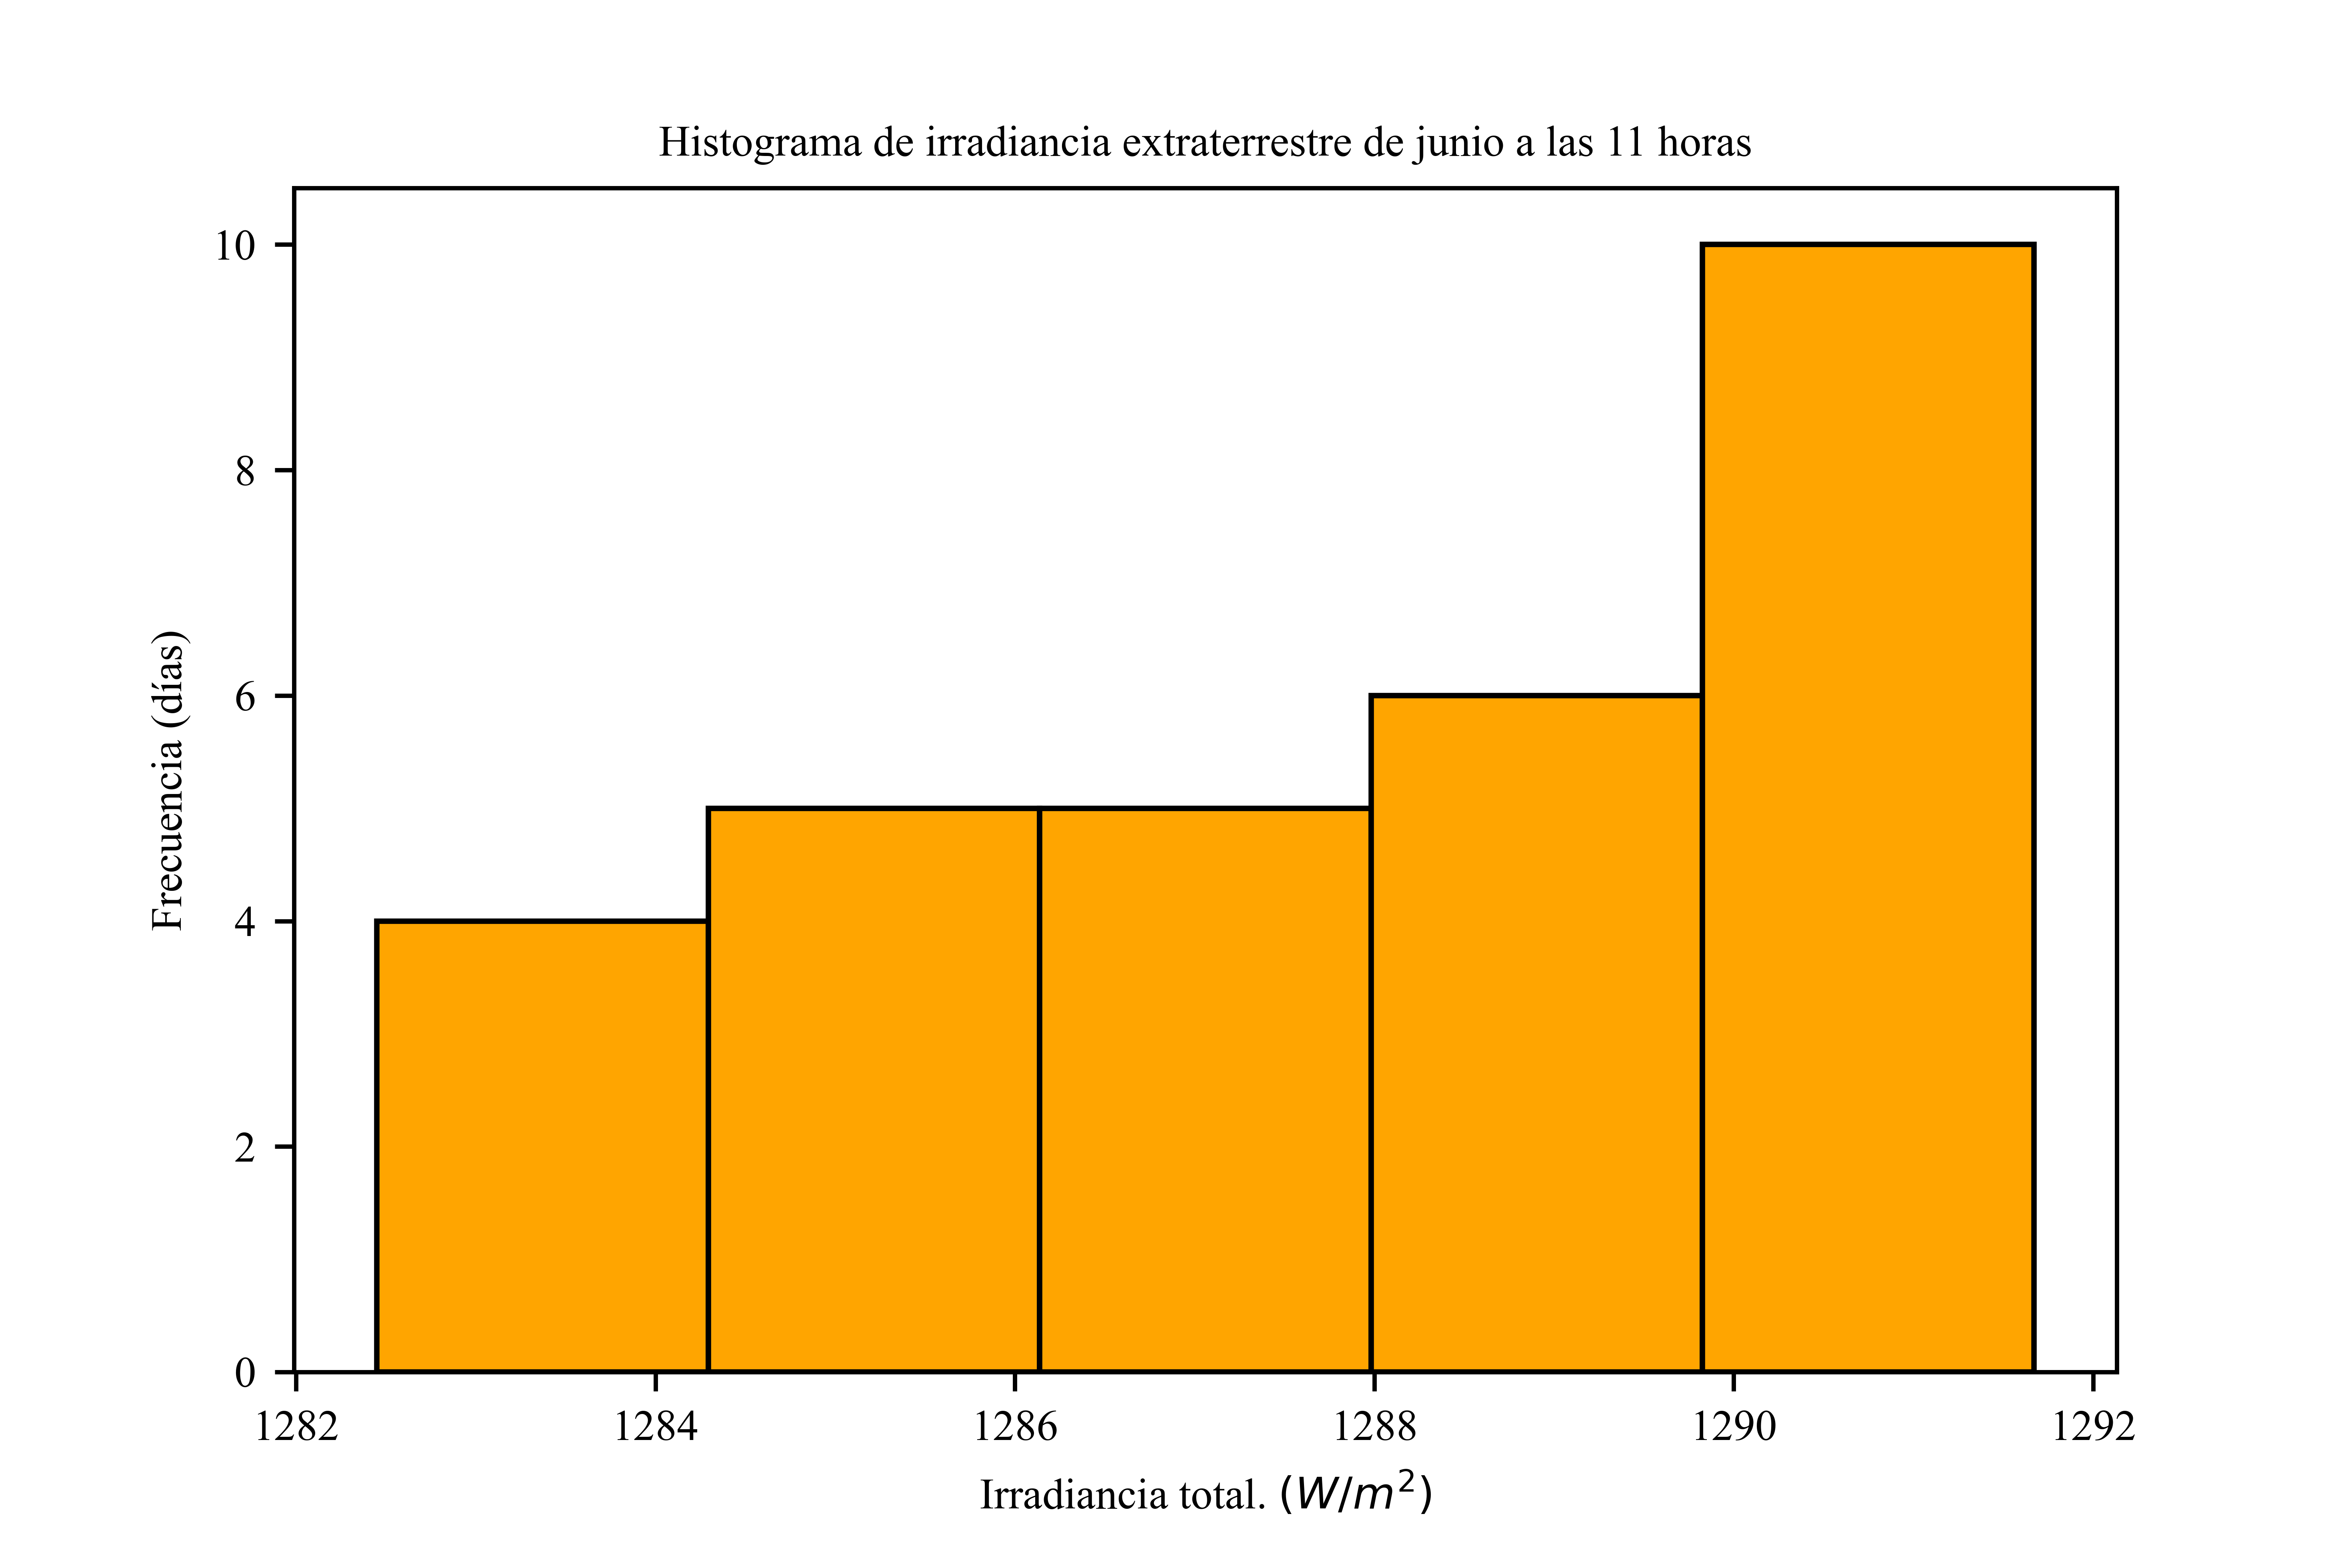 Histograma de irradiancia extraterrestre de junio a las 11 horas
10
8
6
4
2
0
Frecuencia (días)
1282 1284 1286 1288 1290 1292
Irradiancia total. (W/m²)